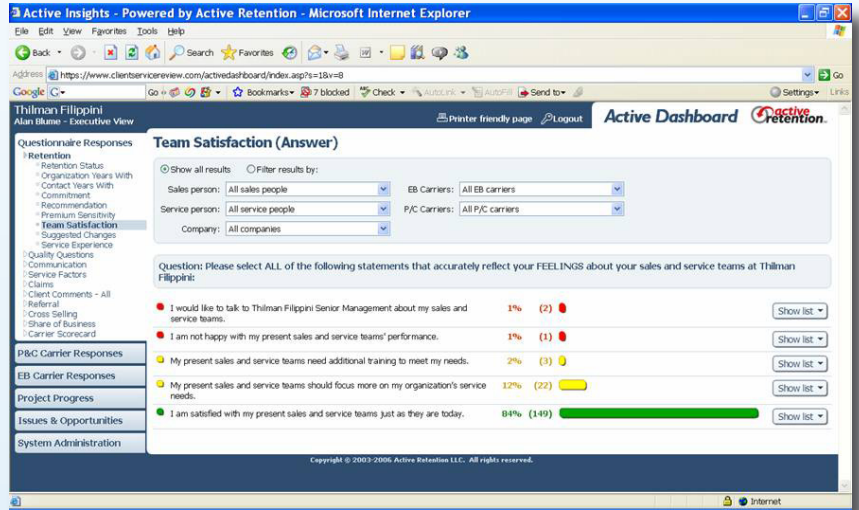 Active Insights - Powered by Active Retention - Microsoft Internet Explorer
File Edit View Favorites Tools Help
Back Search Favorites
Address https://www.clientservicereview.com/activedashboard/index.asp?s=1&v=8 Go
Google G Go Bookmarks 7 blocked Check AutoLink AutoFill Send to Settings Links
Thilman Filippini
Alan Blume - Executive View
Printer friendly page Logout
Active Dashboard
active retention.
Questionnaire Responses
Retention
Retention Status
Organization Years With
Contact Years With
Commitment
Recommendation
Premium Sensitivity
Team Satisfaction
Suggested Changes
Service Experience
Quality Questions
Communication
Service Factors
Claims
Client Comments - All
Referral
Cross Selling
Share of Business
Carrier Scorecard
P&C Carrier Responses
EB Carrier Responses
Project Progress
Issues & Opportunities
System Administration
Team Satisfaction (Answer)
Show all results Filter results by:
Sales person: All sales people EB Carriers: All EB carriers
Service person: All service people P/C Carriers: All P/C carriers
Company: All companies
Question: Please select ALL of the following statements that accurately reflect your FEELINGS about your sales and service teams at Thilman
Filippini:
I would like to talk to Thilman Filippini Senior Management about my sales and 1% (2) Show list
service teams.
I am not happy with my present sales and service teams' performance. 1% (1) Show list
My present sales and service teams need additional training to meet my needs. 2% (3) Show list
My present sales and service teams should focus more on my organization's service 12% (22) Show list
needs.
I am satisfied with my present sales and service teams just as they are today. 84% (149) Show list
Copyright © 2003-2006 Active Retention LLC. All rights reserved.
Internet